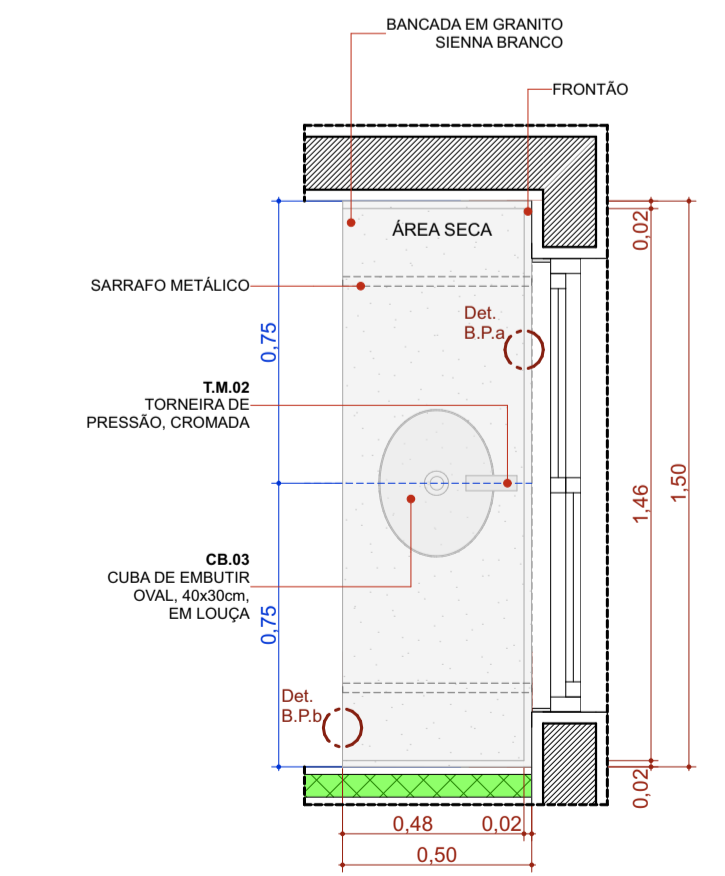 BANCADA EM GRANITO
SIENNA BRANCO
FRONTÃO
ÁREA SECA
0,02
SARRAFO METÁLICO
Det.
B.P.a
0,75
T.M.02
TORNEIRA DE
PRESSÃO, CROMADA
1,46
1,50
CB.03
CUBA DE EMBUTIR
OVAL, 40x30cm,
EM LOUÇA
0,75
Det.
B.P.b
0,02
0,48
0,02
0,50